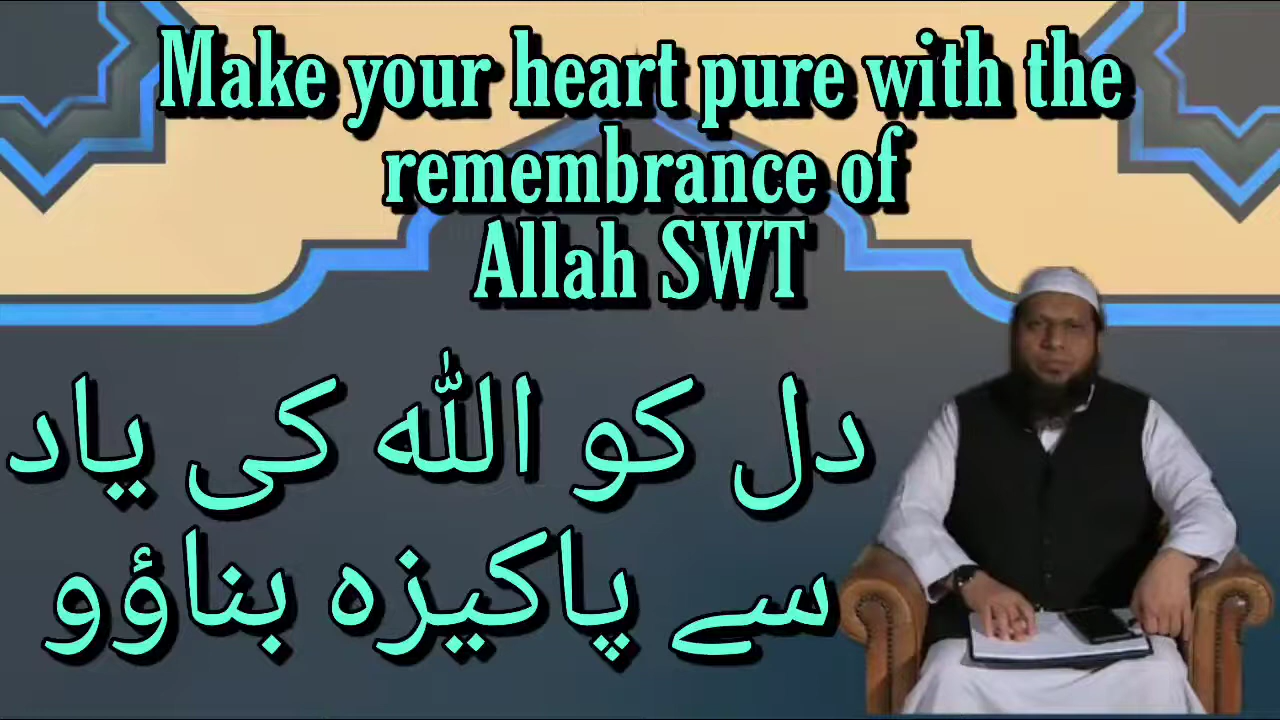 Make your heart pure with the
remembrance of
Allah SWT
دل کو اللہ کی یاد
سے پاکیزہ بناؤو